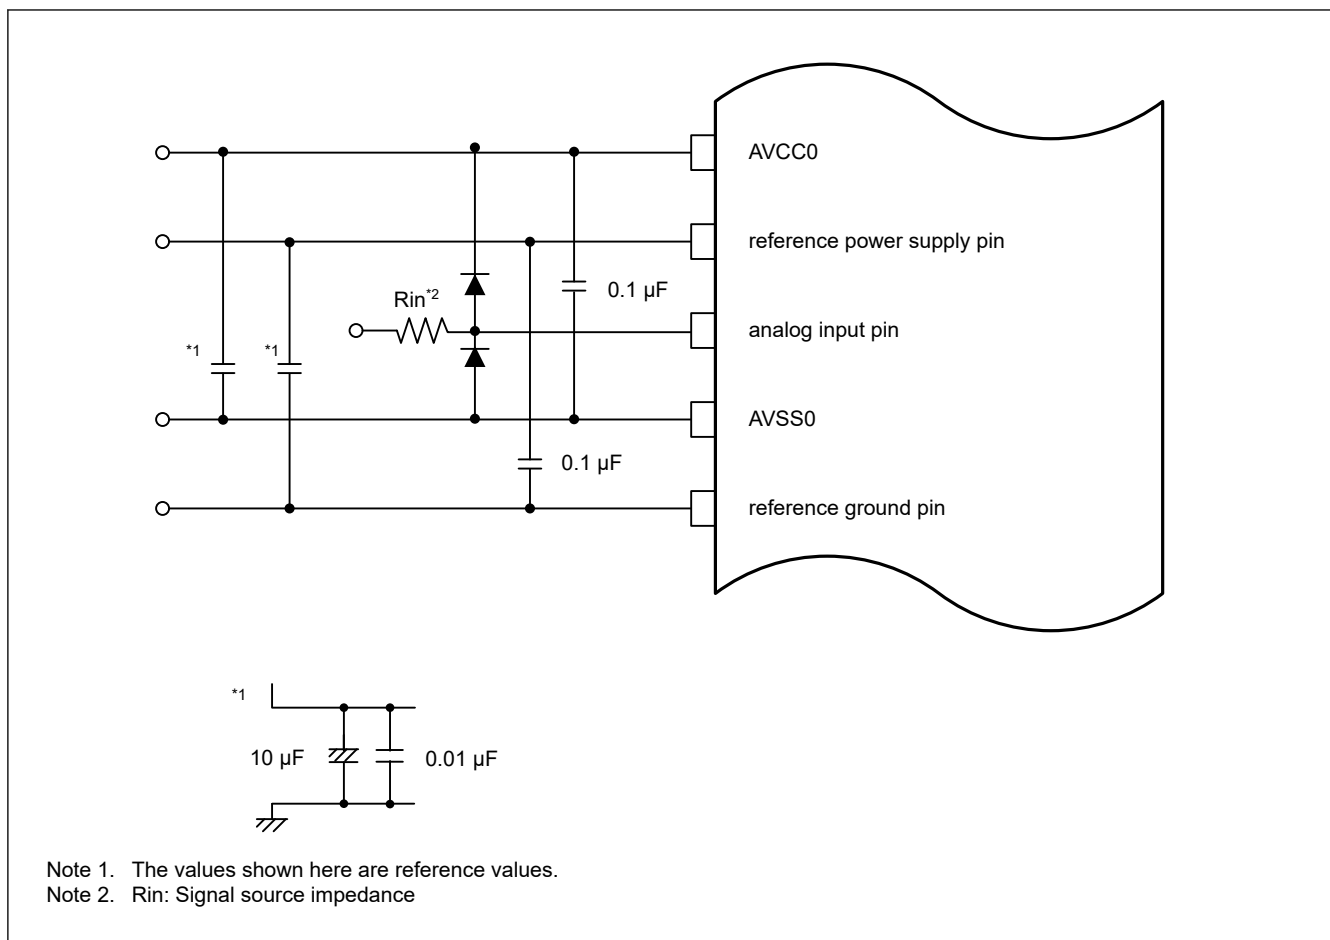 AVCC0
reference power supply pin
0.1 µF
Rin*2
analog input pin
*1
*1
AVSS0
0.1 µF
reference ground pin
*1
10 µF
0.01 µF
Note 1. The values shown here are reference values.
Note 2. Rin: Signal source impedance